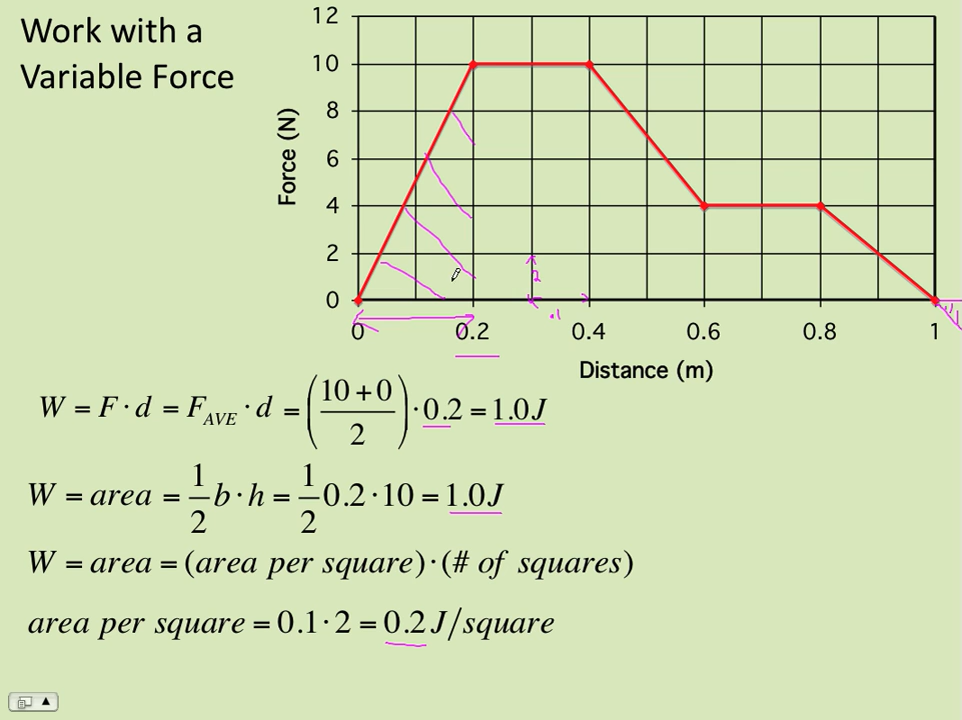 Work with a
Variable Force
Force (N)
12
10
8
6
4
2
0
2
.1
0 0.2 0.4 0.6 0.8 1
Distance (m)
W = F · d = F_AVE · d = ((10 + 0)/2) · 0.2 = 1.0J
W = area = 1/2 b · h = 1/2 0.2 · 10 = 1.0J
W = area = (area per square) · (# of squares)
area per square = 0.1 · 2 = 0.2 J/square